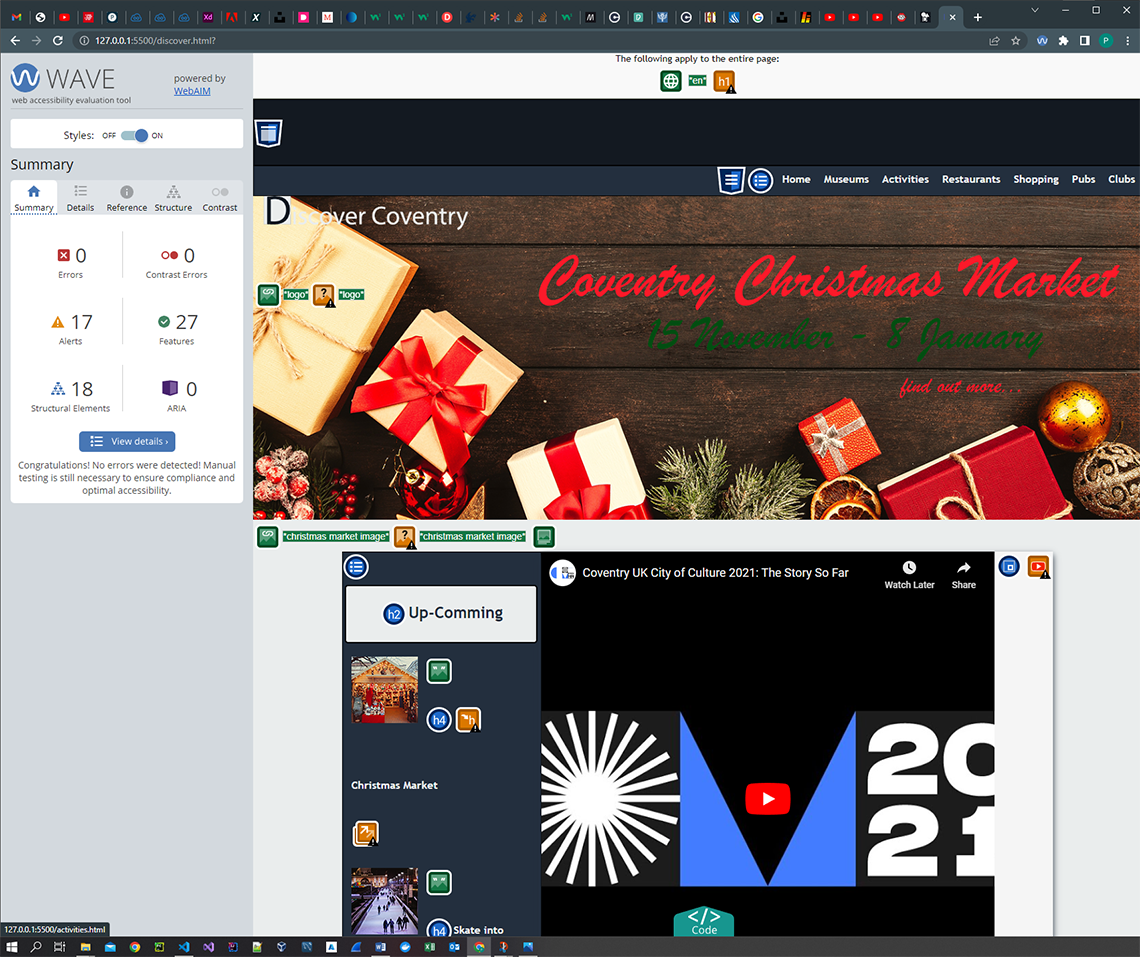 127.0.0.1:5500/discover.html?
WAVE
web accessibility evaluation tool
powered by
WebAIM
Styles: OFF ON
Summary
Summary Details Reference Structure Contrast
0
Errors
0
Contrast Errors
17
Alerts
27
Features
18
Structural Elements
0
ARIA
View details ›
Congratulations! No errors were detected! Manual
testing is still necessary to ensure compliance and
optimal accessibility.
The following apply to the entire page:
"en" h1
Home Museums Activities Restaurants Shopping Pubs Clubs
Discover Coventry
Coventry Christmas Market
15 November - 8 January
find out more...
"logo" ? "logo"
"christmas market image" ? "christmas market image"
h2 Up-Comming
h4 h
Christmas Market
h4 Skate into
Coventry UK City of Culture 2021: The Story So Far
Watch Later
Share
20
21
</>
Code
127.0.0.1:5500/activities.html